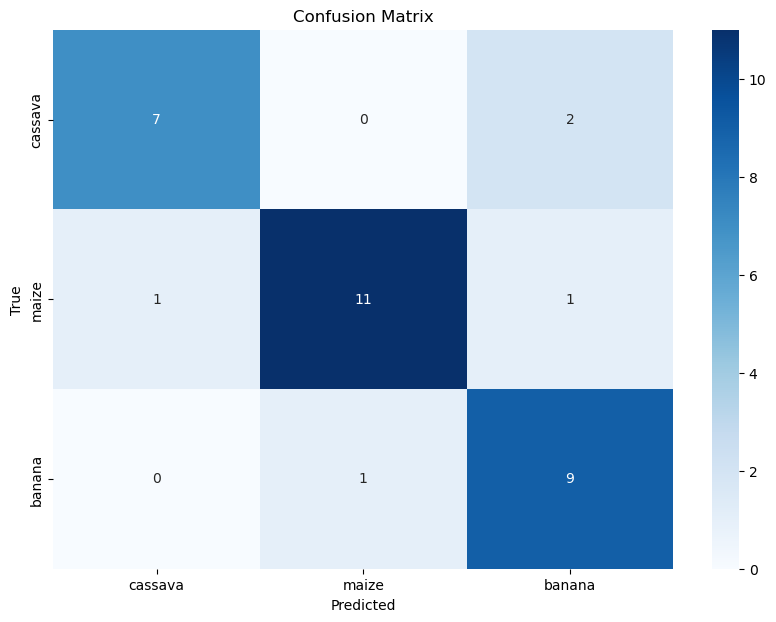 Confusion Matrix
cassava 7 0 2
maize 1 11 1
banana 0 1 9
True
cassava maize banana
Predicted
10
8
6
4
2
0